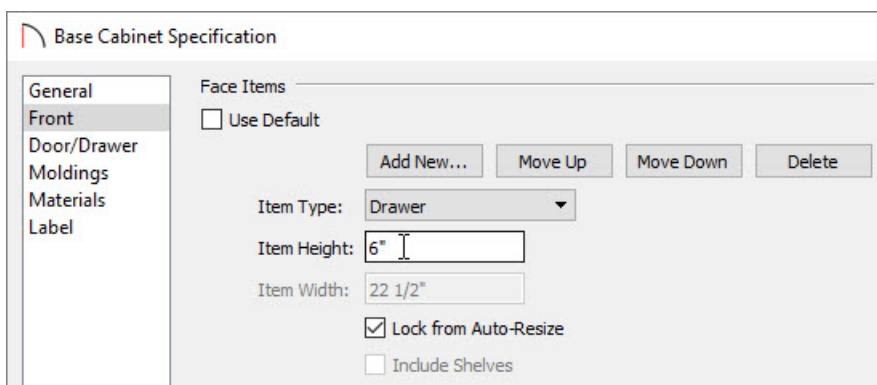 Base Cabinet Specification
General
Front
Door/Drawer
Moldings
Materials
Label
Face Items
Use Default
Add New... Move Up Move Down Delete
Item Type: Drawer
Item Height: 6"
Item Width: 22 1/2"
Lock from Auto-Resize
Include Shelves